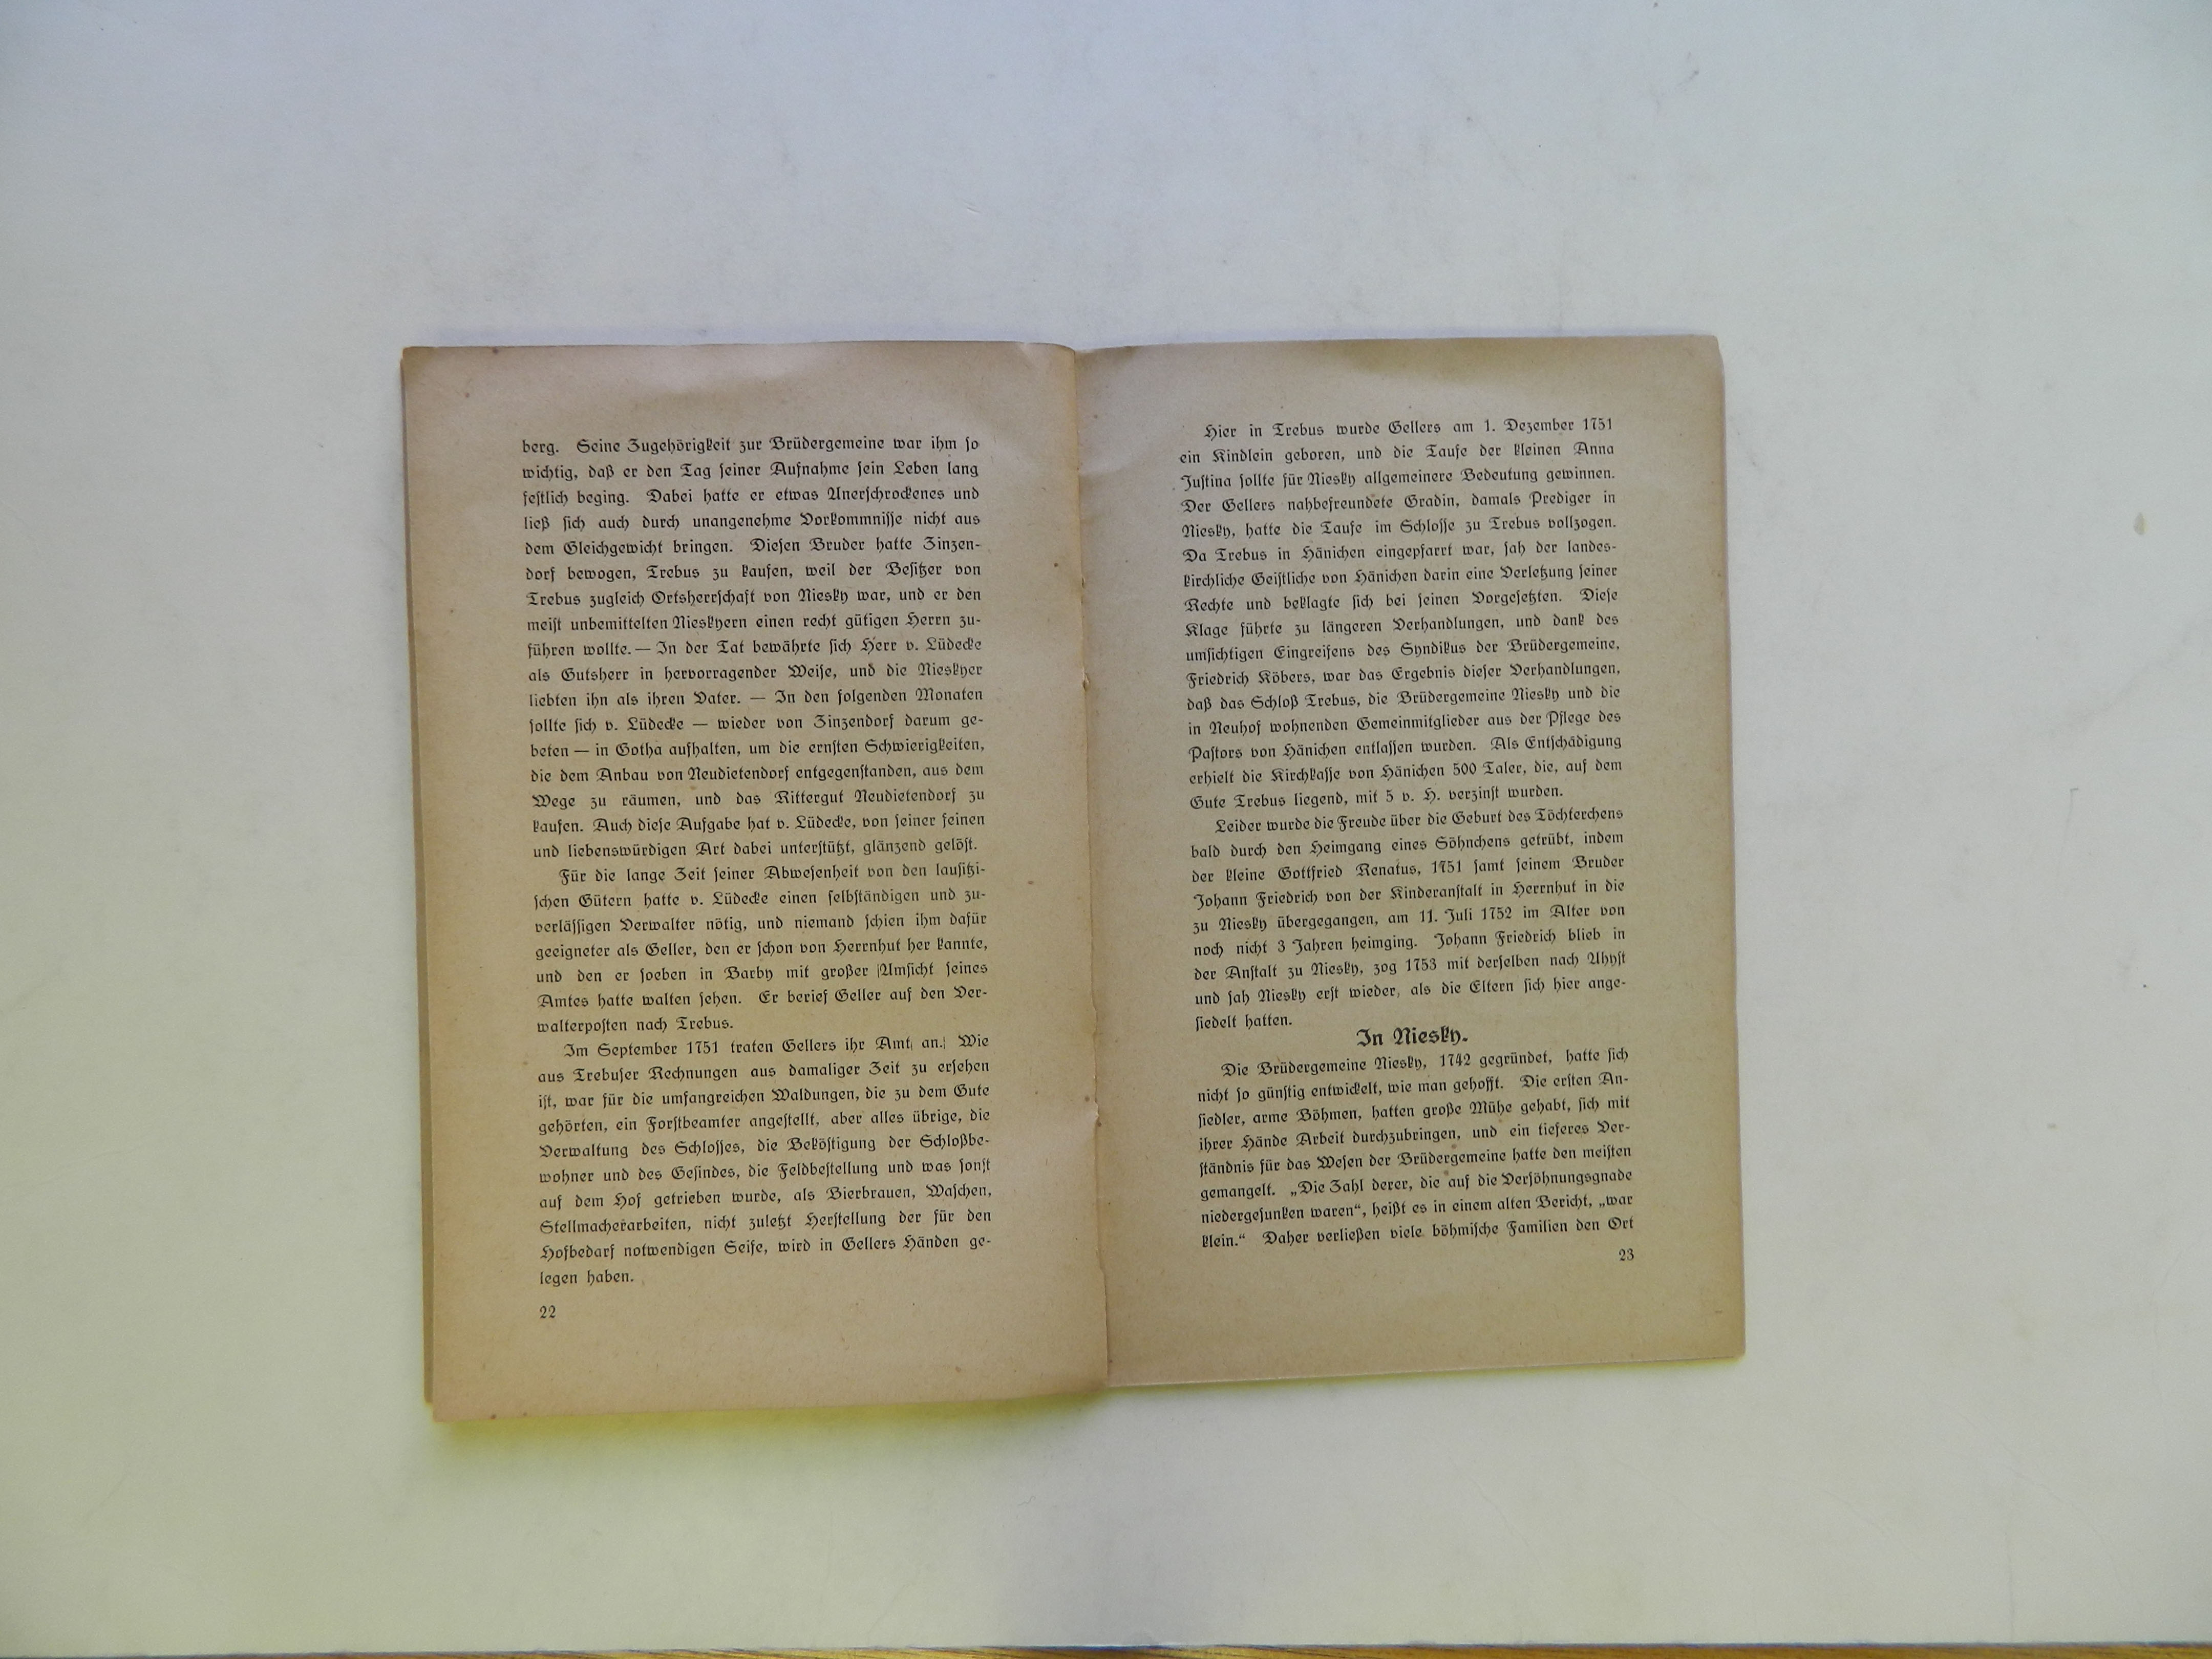 berg. Seine Zugehörigkeit zur Brüdergemeine war ihm so
wichtig, daß er den Tag seiner Aufnahme sein Leben lang
festlich beging. Dabei hatte er etwas Unerschrockenes und
ließ sich auch durch unangenehme Vorkommnisse nicht aus
dem Gleichgewicht bringen. Diesen Bruder hatte Zinzen-
dorf bewogen, Trebus zu kaufen, weil der Besitzer von
Trebus zugleich Ortsherrschaft von Niesky war, und er den
meist unbemittelten Nieskyern einen recht gütigen Herrn zu-
führen wollte. — In der Tat bewährte sich Herr v. Lüdecke
als Gutsherr in hervorragender Weise, und die Nieskyer
liebten ihn als ihren Vater. — In den folgenden Monaten
sollte sich v. Lüdecke — wieder von Zinzendorf darum ge-
beten — in Gotha aufhalten, um die ernsten Schwierigkeiten,
die dem Anbau von Neudietendorf entgegenstanden, aus dem
Wege zu räumen, und das Rittergut Neudietendorf zu
kaufen. Auch diese Aufgabe hat v. Lüdecke, von seiner feinen
und liebenswürdigen Art dabei unterstützt, glänzend gelöst.
Für die lange Zeit seiner Abwesenheit von den lausitzi-
schen Gütern hatte v. Lüdecke einen selbständigen und zu-
verlässigen Verwalter nötig, und niemand schien ihm dafür
geeigneter als Geller, den er schon von Herrnhut her kannte,
und den er soeben in Barby mit großer Umsicht seines
Amtes hatte walten sehen. Er berief Geller auf den Ver-
walterposten nach Trebus.
Im September 1751 traten Gellers ihr Amt an. Wie
aus Trebuser Rechnungen aus damaliger Zeit zu ersehen
ist, war für die umfangreichen Waldungen, die zu dem Gute
gehörten, ein Forstbeamter angestellt, aber alles übrige, die
Verwaltung des Schlosses, die Beköstigung der Schloßbe-
wohner und des Gesindes, die Feldbestellung und was sonst
auf dem Hof getrieben wurde, als Bierbrauen, Waschen,
Stellmacherarbeiten, nicht zuletzt Herstellung der für den
Hofbedarf notwendigen Seife, wird in Gellers Händen ge-
legen haben.
22
Hier in Trebus wurde Gellers am 1. Dezember 1751
ein Kindlein geboren, und die Taufe der kleinen Anna
Justina sollte für Niesky allgemeinere Bedeutung gewinnen.
Der Gellers nahbefreundete Gradin, damals Prediger in
Niesky, hatte die Taufe im Schlosse zu Trebus vollzogen.
Da Trebus in Hänichen eingepfarrt war, sah der landes-
kirchliche Geistliche von Hänichen darin eine Verletzung seiner
Rechte und beklagte sich bei seinen Vorgesetzten. Diese
Klage führte zu längeren Verhandlungen, und dank des
umsichtigen Eingreifens des Syndikus der Brüdergemeine,
Friedrich Köbers, war das Ergebnis dieser Verhandlungen,
daß das Schloß Trebus, die Brüdergemeine Niesky und die
in Neuhof wohnenden Gemeinmitglieder aus der Pflege des
Pastors von Hänichen entlassen wurden. Als Entschädigung
erhielt die Kirchkasse von Hänichen 500 Taler, die, auf dem
Gute Trebus liegend, mit 5 v. H. verzinst wurden.
Leider wurde die Freude über die Geburt des Töchterchens
bald durch den Heimgang eines Söhnchens getrübt, indem
der kleine Gottfried Renatus, 1751 samt seinem Bruder
Johann Friedrich von der Kinderanstalt in Herrnhut in die
zu Niesky übergegangen, am 11. Juli 1752 im Alter von
noch nicht 3 Jahren heimging. Johann Friedrich blieb in
der Anstalt zu Niesky, zog 1753 mit derselben nach Uhyst
und sah Niesky erst wieder, als die Eltern sich hier ange-
siedelt hatten.
In Niesky.
Die Brüdergemeine Niesky, 1742 gegründet, hatte sich
nicht so günstig entwickelt, wie man gehofft. Die ersten An-
siedler, arme Böhmen, hatten große Mühe gehabt, sich mit
ihrer Hände Arbeit durchzubringen, und ein tieferes Ver-
ständnis für das Wesen der Brüdergemeine hatte den meisten
gemangelt. „Die Zahl derer, die auf die Versöhnungsgnade
niedergesunken waren“, heißt es in einem alten Bericht, „war
klein.“ Daher verließen viele böhmische Familien den Ort
23